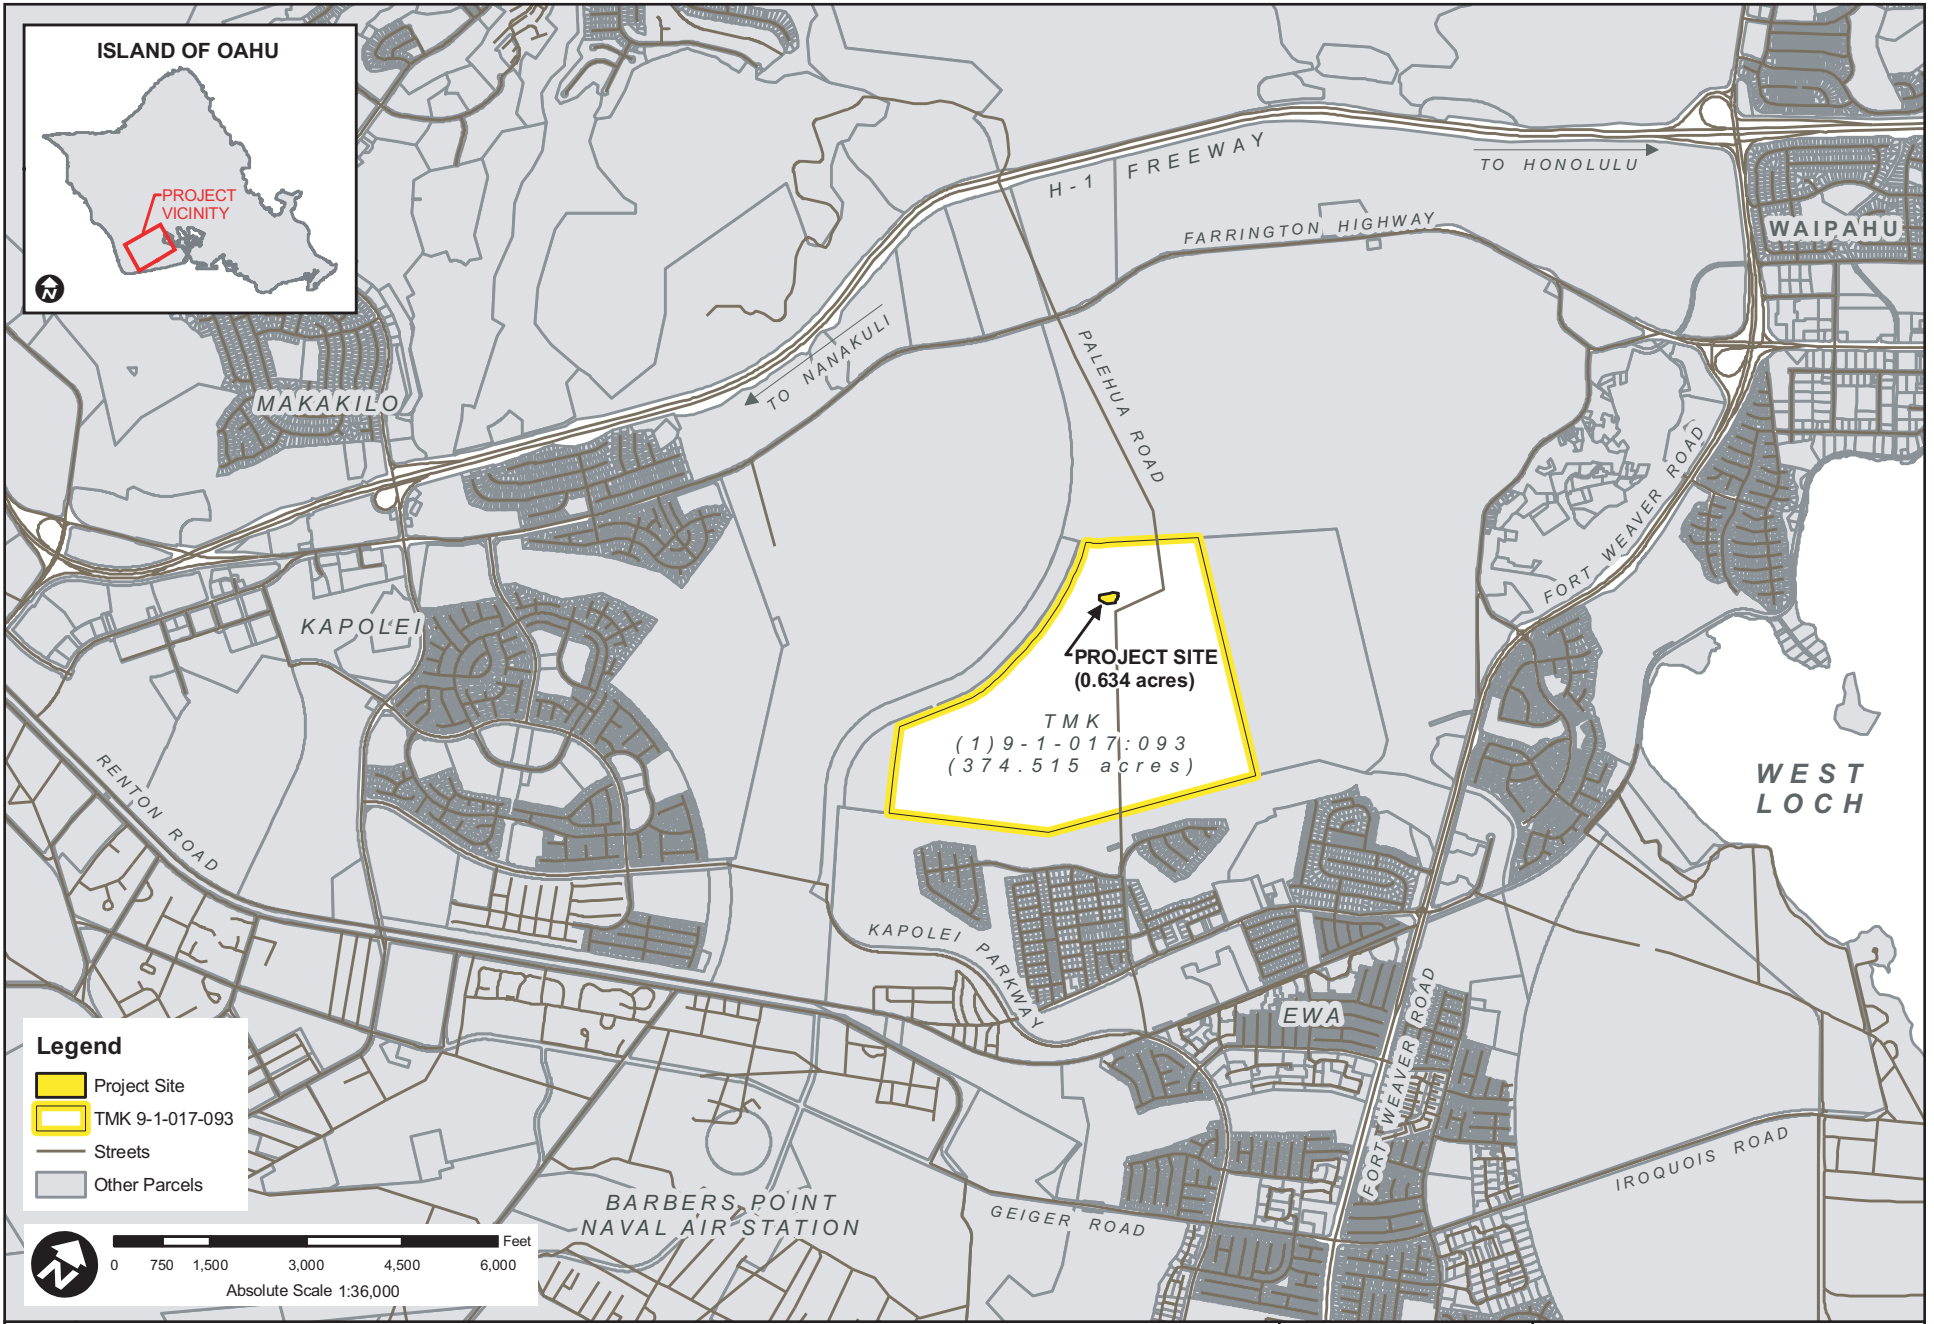 ISLAND OF OAHU
PROJECT
VICINITY
N
H-1 FREEWAY
TO HONOLULU
FARRINGTON HIGHWAY
WAIPAHU
TO NANAKULI
PALEHUA ROAD
MAKAKILO
FORT WEAVER ROAD
KAPOLEI
PROJECT SITE
(0.634 acres)
TMK
(1)9-1-017:093
(374.515 acres)
WEST
LOCH
RENTON ROAD
KAPOLEI PARKWAY
EWA
FORT WEAVER ROAD
IROQUOIS ROAD
BARBERS POINT
NAVAL AIR STATION
GEIGER ROAD
Legend
Project Site
TMK 9-1-017-093
Streets
Other Parcels
N
Feet
0 750 1,500 3,000 4,500 6,000
Absolute Scale 1:36,000